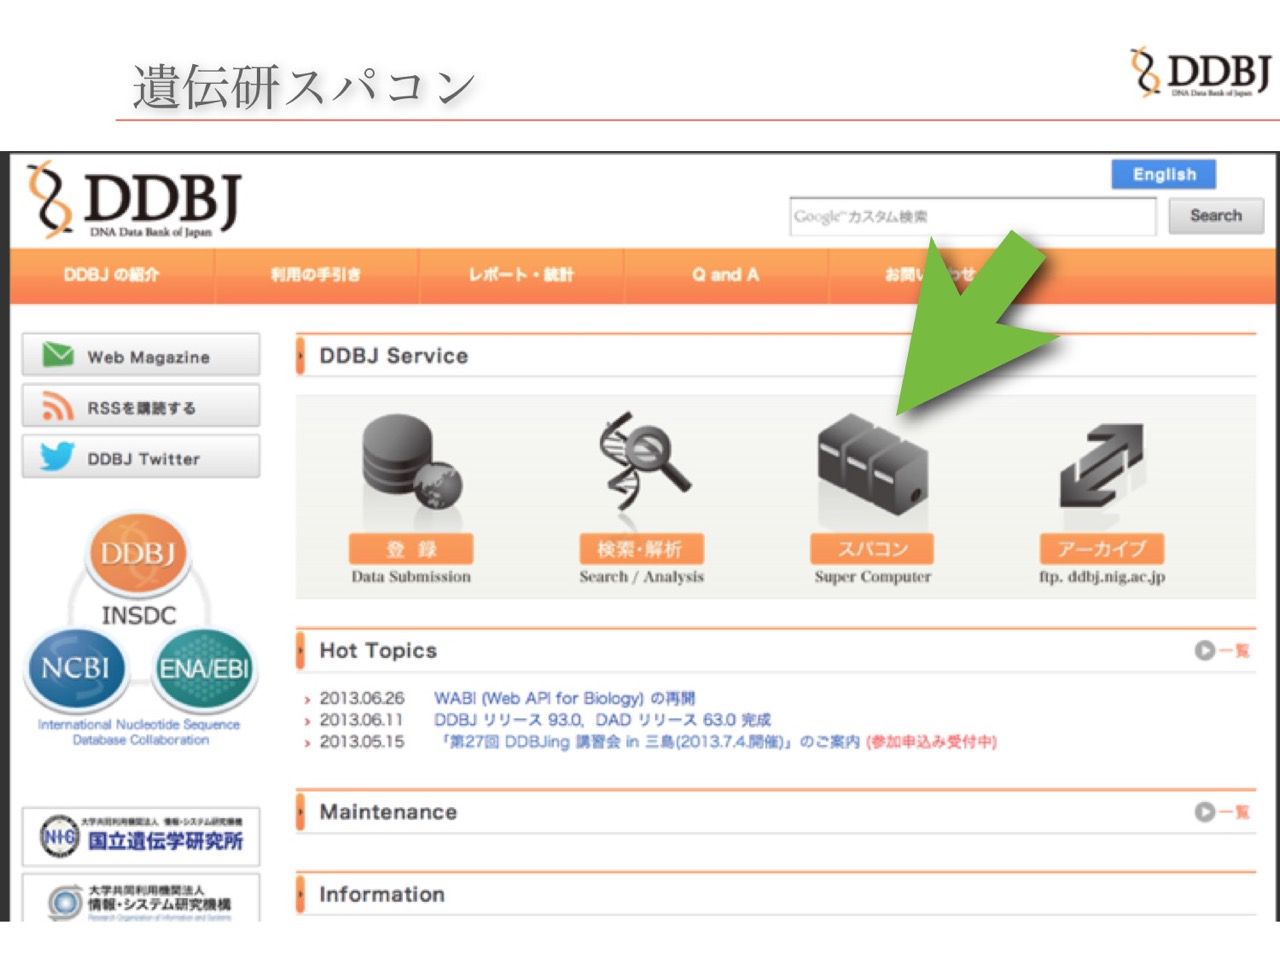 遺伝研スパコン
DDBJ
DNA Data Bank of Japan
DDBJ
DNA Data Bank of Japan
English
Google™ カスタム検索
Search
DDBJ の紹介
利用の手引き
レポート・統計
Q and A
お問い わせ
Web Magazine
RSSを購読する
DDBJ Twitter
DDBJ
INSDC
NCBI
ENA/EBI
International Nucleotide Sequence
Database Collaboration
大学共同利用機関法人 情報・システム研究機構
NIG
国立遺伝学研究所
大学共同利用機関法人
情報・システム研究機構
Research Organization of Information and Systems
DDBJ Service
登 録
Data Submission
検索・解析
Search / Analysis
スパコン
Super Computer
アーカイブ
ftp. ddbj.nig.ac.jp
Hot Topics
一覧
2013.06.26 WABI (Web API for Biology) の再開
2013.06.11 DDBJ リリース 93.0, DAD リリース 63.0 完成
2013.05.15 「第27回 DDBJing 講習会 in 三島(2013.7.4.開催)」のご案内 (参加申込み受付中)
Maintenance
一覧
Information